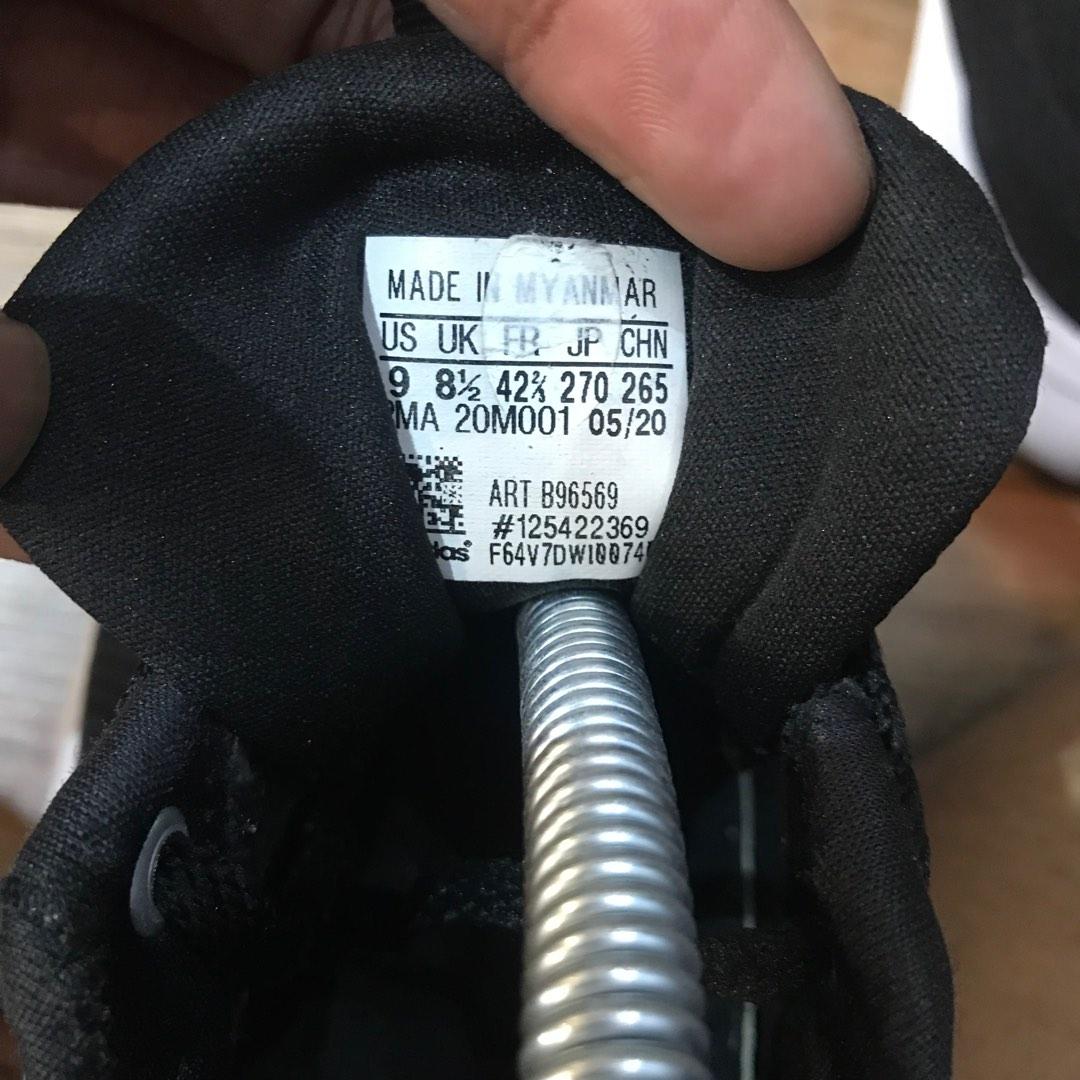 MADE IN MYANMAR
US UK FR JP CHN
9 8½ 42⅔ 270 265
PMA 20M001 05/20
ART B96569
#125422369